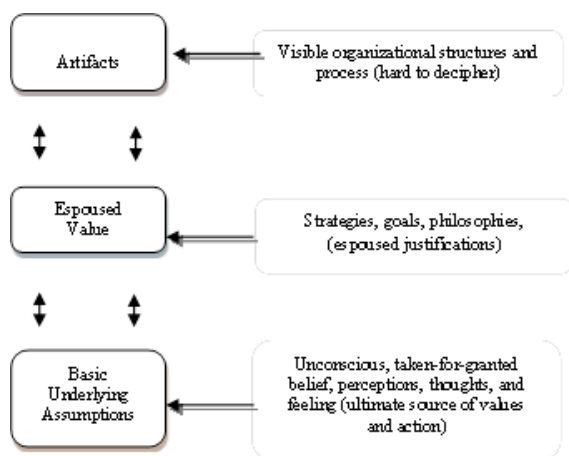 Artifacts
Visible organizational structures and
process (hard to decipher)
Espoused
Value
Strategies, goals, philosophies,
(espoused justifications)
Basic
Underlying
Assumptions
Unconscious, taken-for-granted
belief, perceptions, thoughts, and
feeling (ultimate source of values
and action)